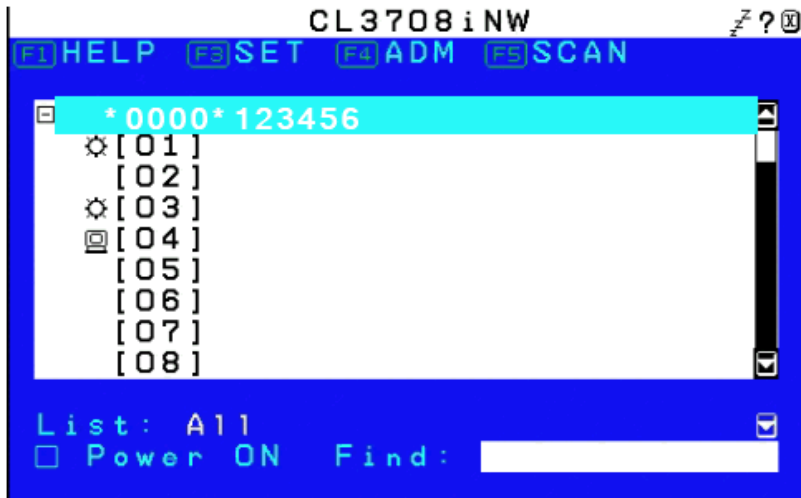 CL3708iNW zZZ ? X
F1 HELP F3 SET F4 ADM F5 SCAN
*0000*123456
[01]
[02]
[03]
[04]
[05]
[06]
[07]
[08]
List: All
Power ON Find: